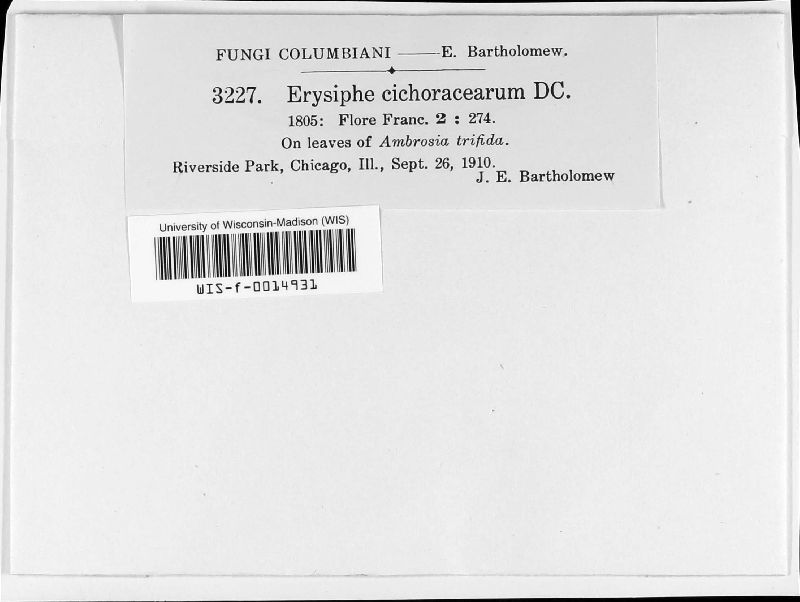 FUNGI COLUMBIANI ——E. Bartholomew.
3227. Erysiphe cichoracearum DC.
1805: Flore Franc. 2 : 274.
On leaves of Ambrosia trifida.
Riverside Park, Chicago, Ill., Sept. 26, 1910.
J. E. Bartholomew
University of Wisconsin-Madison (WIS)
WIS-f-0014931